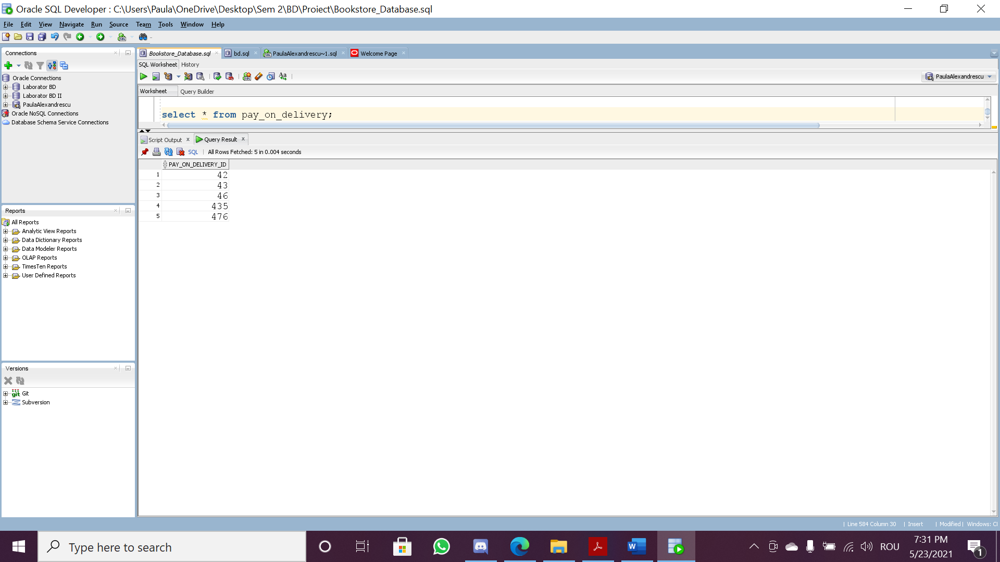 Oracle SQL Developer : C:\Users\Paula\OneDrive\Desktop\Sem 2\BD\Proiect\Bookstore_Database.sql
File Edit View Navigate Run Source Team Tools Window Help
Connections
Oracle Connections
Laborator BD
Laborator BD II
PaulaAlexandrescu
Oracle NoSQL Connections
Database Schema Service Connections
Reports
All Reports
Analytic View Reports
Data Dictionary Reports
Data Modeler Reports
OLAP Reports
TimesTen Reports
User Defined Reports
Versions
Git
Subversion
Bookstore_Database.sql bd.sql PaulaAlexandrescu~1.sql Welcome Page
SQL Worksheet History
PaulaAlexandrescu
Worksheet Query Builder
select * from pay_on_delivery;
Script Output x Query Result x
SQL | All Rows Fetched: 5 in 0.004 seconds
PAY_ON_DELIVERY_ID
1 42
2 43
3 46
4 435
5 476
| Line 584 Column 30 | Insert | Modified | Windows: Cl
Type here to search
ROU
7:31 PM
5/23/2021
1